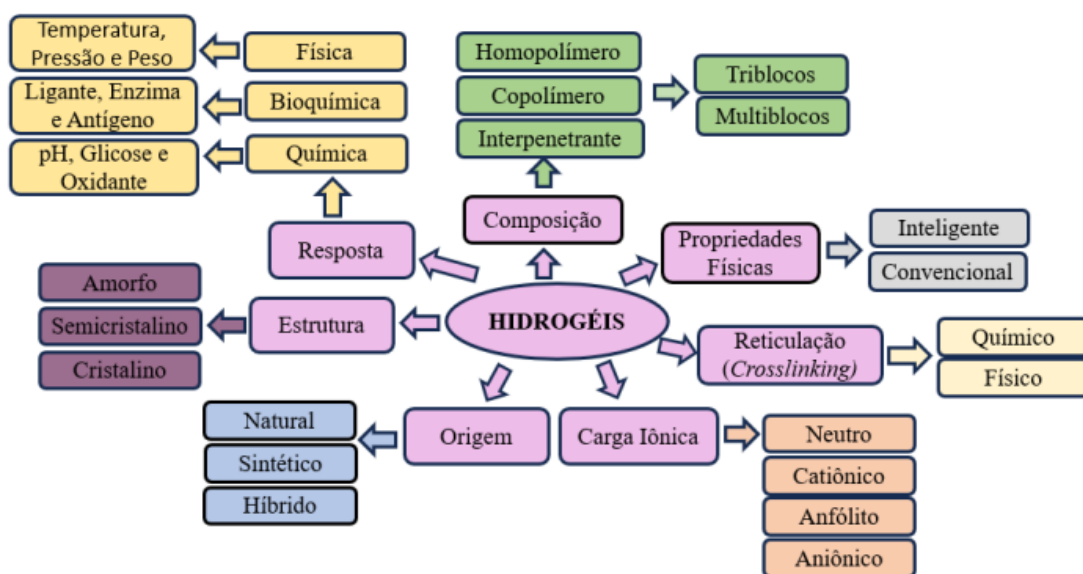 Temperatura,
Pressão e Peso
Física
Ligante, Enzima
e Antígeno
Bioquímica
pH, Glicose e
Oxidante
Química
Resposta
Homopolímero
Copolímero
Interpenetrante
Triblocos
Multiblocos
Composição
Propriedades
Físicas
Inteligente
Convencional
Amorfo
Semicristalino
Cristalino
Estrutura
HIDROGÉIS
Reticulação
(Crosslinking)
Químico
Físico
Natural
Sintético
Híbrido
Origem
Carga Iônica
Neutro
Catiônico
Anfólito
Aniônico